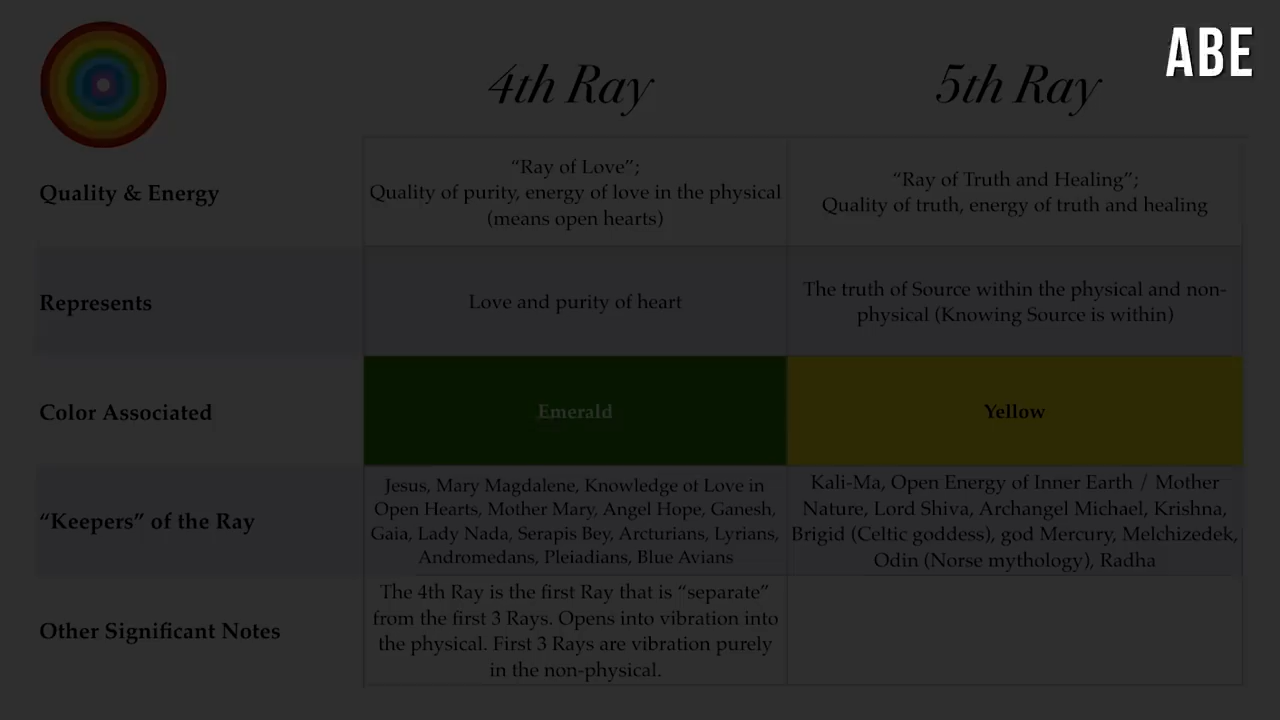 ABE
4th Ray
5th Ray
Quality & Energy
“Ray of Love”;
Quality of purity, energy of love in the physical
(means open hearts)
“Ray of Truth and Healing”;
Quality of truth, energy of truth and healing
Represents
Love and purity of heart
The truth of Source within the physical and non-
physical (Knowing Source is within)
Color Associated
Emerald
Yellow
“Keepers” of the Ray
Jesus, Mary Magdalene, Knowledge of Love in
Open Hearts, Mother Mary, Angel Hope, Ganesh,
Gaia, Lady Nada, Serapis Bey, Arcturians, Lyrians,
Andromedans, Pleiadians, Blue Avians
Kali-Ma, Open Energy of Inner Earth / Mother
Nature, Lord Shiva, Archangel Michael, Krishna,
Brigid (Celtic goddess), god Mercury, Melchizedek,
Odin (Norse mythology), Radha
Other Significant Notes
The 4th Ray is the first Ray that is “separate”
from the first 3 Rays. Opens into vibration into
the physical. First 3 Rays are vibration purely
in the non-physical.